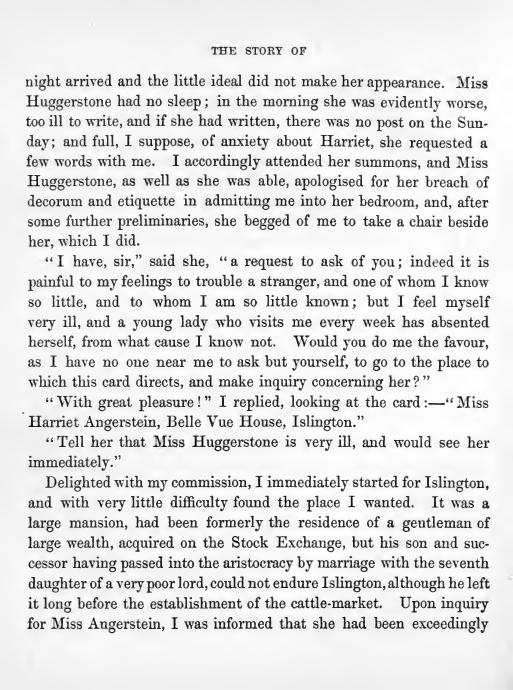 THE STORY OF
night arrived and the little ideal did not make her appearance. Miss
Huggerstone had no sleep; in the morning she was evidently worse,
too ill to write, and if she had written, there was no post on the Sun-
day; and full, I suppose, of anxiety about Harriet, she requested a
few words with me. I accordingly attended her summons, and Miss
Huggerstone, as well as she was able, apologised for her breach of
decorum and etiquette in admitting me into her bedroom, and, after
some further preliminaries, she begged of me to take a chair beside
her, which I did.
"I have, sir," said she, "a request to ask of you; indeed it is
painful to my feelings to trouble a stranger, and one of whom I know
so little, and to whom I am so little known; but I feel myself
very ill, and a young lady who visits me every week has absented
herself, from what cause I know not. Would you do me the favour,
as I have no one near me to ask but yourself, to go to the place to
which this card directs, and make inquiry concerning her?"
"With great pleasure!" I replied, looking at the card:—"Miss
Harriet Angerstein, Belle Vue House, Islington."
"Tell her that Miss Huggerstone is very ill, and would see her
immediately."
Delighted with my commission, I immediately started for Islington,
and with very little difficulty found the place I wanted. It was a
large mansion, had been formerly the residence of a gentleman of
large wealth, acquired on the Stock Exchange, but his son and suc-
cessor having passed into the aristocracy by marriage with the seventh
daughter of a very poor lord, could not endure Islington, although he left
it long before the establishment of the cattle-market. Upon inquiry
for Miss Angerstein, I was informed that she had been exceedingly